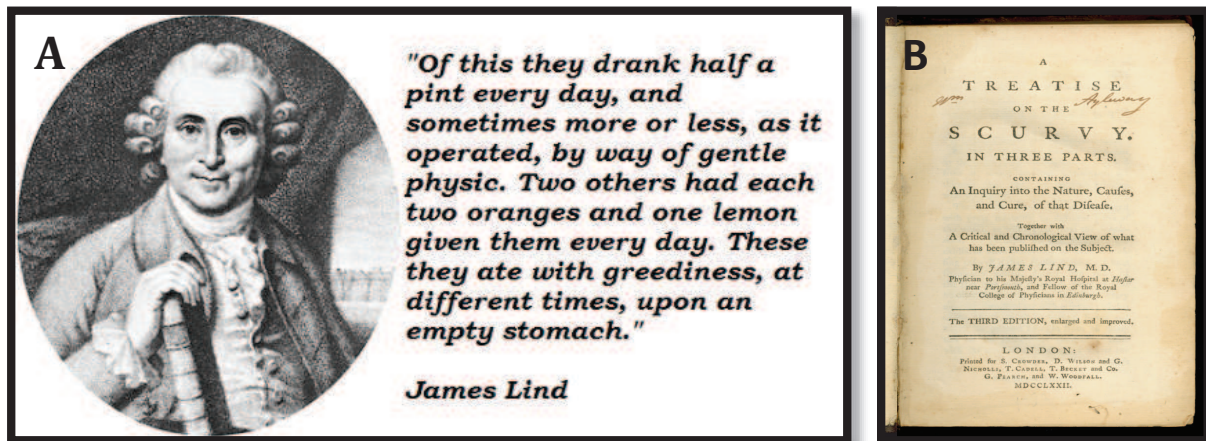 A
"Of this they drank half a
pint every day, and
sometimes more or less, as it
operated, by way of gentle
physic. Two others had each
two oranges and one lemon
given them every day. These
they ate with greediness, at
different times, upon an
empty stomach."
James Lind
B
A
TREATISE
ON THE
SCURVY.
IN THREE PARTS.
CONTAINING
An Inquiry into the Nature, Cauſes,
and Cure, of that Diſeaſe.
Together with
A Critical and Chronological View of what
has been publiſhed on the Subject.
By JAMES LIND, M. D.
Phyſician to his Majeſty's Royal Hoſpital at Haſlar
near Portſmouth, and Fellow of the Royal
College of Phyſicians in Edinburgh.
The THIRD EDITION, enlarged and improved.
LONDON:
Printed for S. CROWDER, D. WILSON and G.
NICHOLLS, T. CADELL, T. BECKET and Co.
G. PEARCH, and W. WOODFALL.
MDCCLXXII.